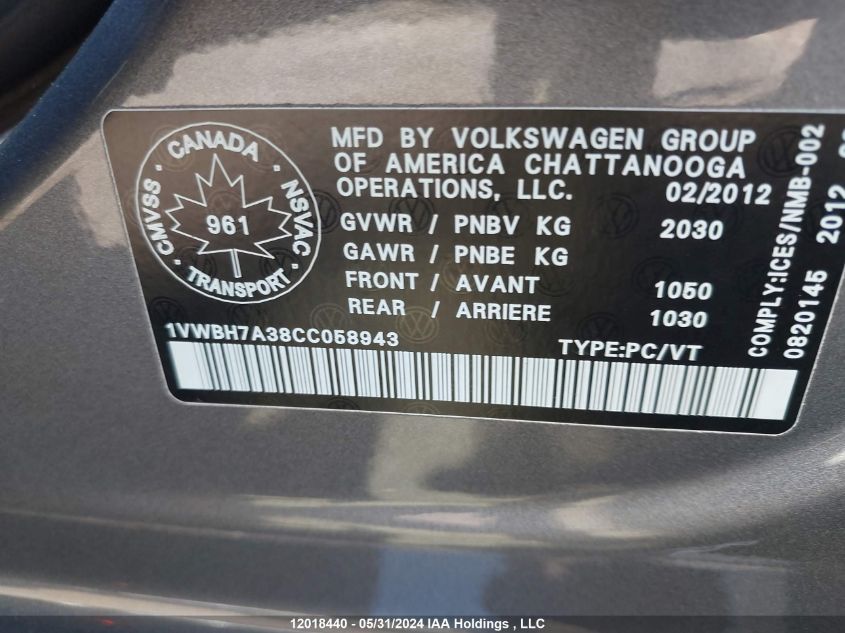 CANADA
CMVSS
NSVAC
961
TRANSPORT
MFD BY VOLKSWAGEN GROUP
OF AMERICA CHATTANOOGA
OPERATIONS, LLC. 02/2012
GVWR / PNBV KG 2030
GAWR / PNBE KG
FRONT / AVANT 1050
REAR / ARRIERE 1030
1VWBH7A38CC058943 TYPE:PC/VT
COMPLY:ICES/NMB-002
0820145 2012
12018440 - 05/31/2024 IAA Holdings , LLC